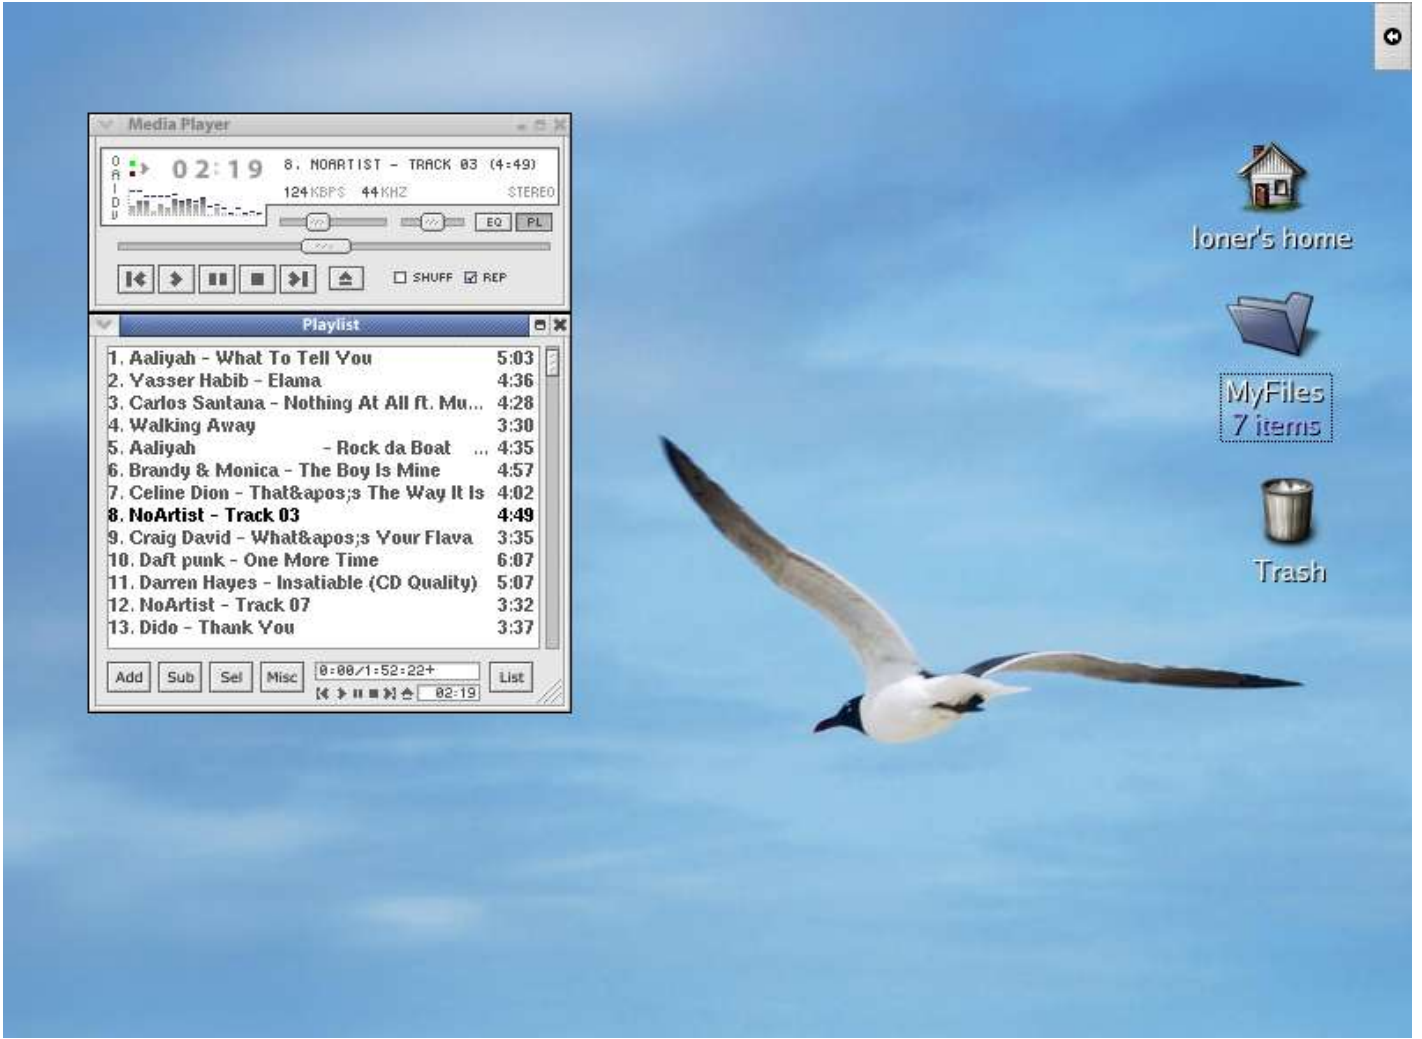 Media Player
O
A
I
D
V
02:19
8. NOARTIST - TRACK 03 (4:49)
124 KBPS 44 KHZ STEREO
EQ PL
SHUFF REP
Playlist
1. Aaliyah - What To Tell You 5:03
2. Yasser Habib - Elama 4:36
3. Carlos Santana - Nothing At All ft. Mu... 4:28
4. Walking Away 3:30
5. Aaliyah - Rock da Boat ... 4:35
6. Brandy & Monica - The Boy Is Mine 4:57
7. Celine Dion - That&apos;s The Way It Is 4:02
8. NoArtist - Track 03 4:49
9. Craig David - What&apos;s Your Flava 3:35
10. Daft punk - One More Time 6:07
11. Darren Hayes - Insatiable (CD Quality) 5:07
12. NoArtist - Track 07 3:32
13. Dido - Thank You 3:37
Add Sub Sel Misc 0:00/1:52:22+ List
02:19
loner's home
MyFiles
7 items
Trash